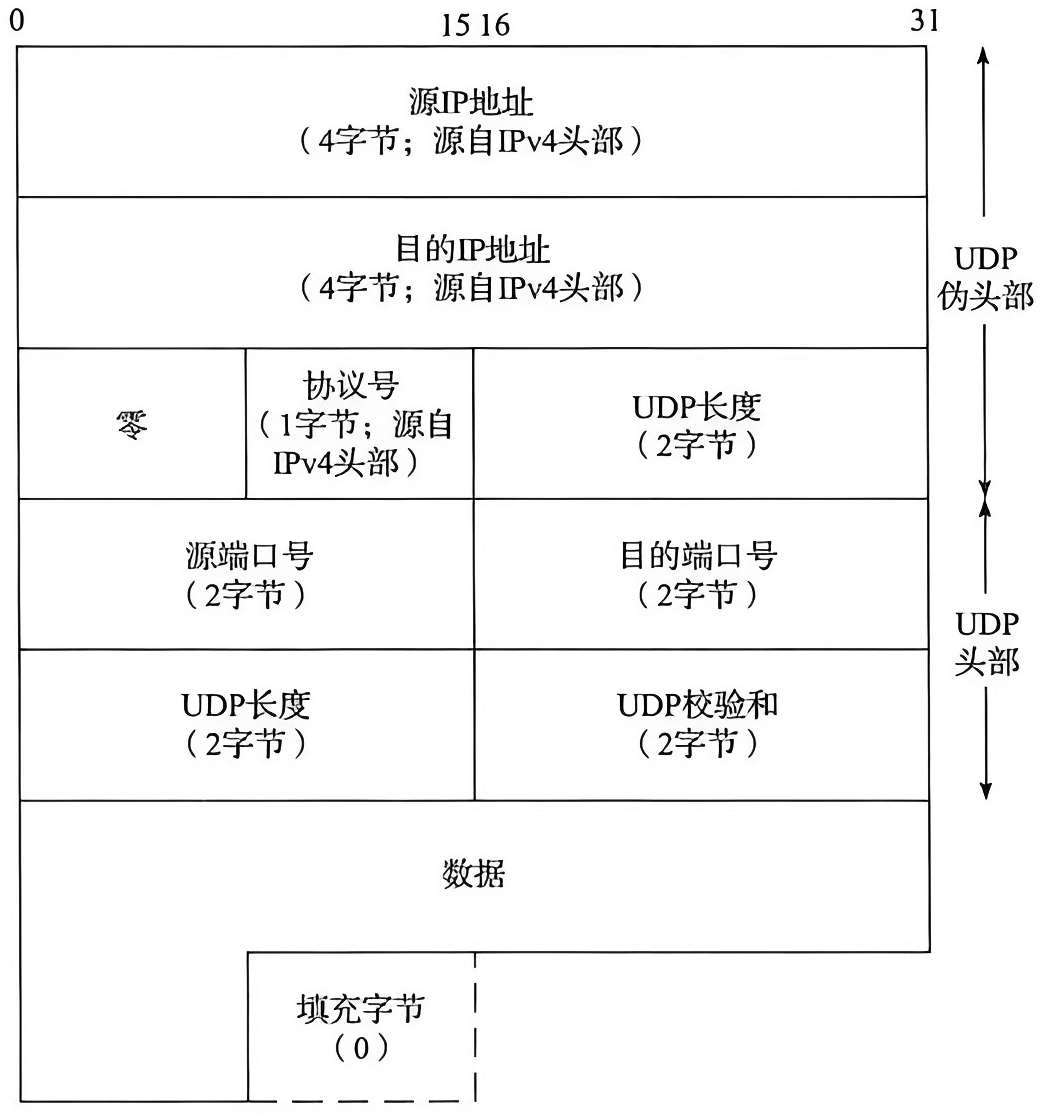 0 15 16 31
源IP地址
（4字节；源自IPv4头部）
目的IP地址
（4字节；源自IPv4头部）
UDP
伪头部
协议号
（1字节；源自
IPv4头部）
UDP长度
（2字节）
源端口号
（2字节）
目的端口号
（2字节）
UDP
头部
UDP长度
（2字节）
UDP校验和
（2字节）
数据
填充字节
（0）